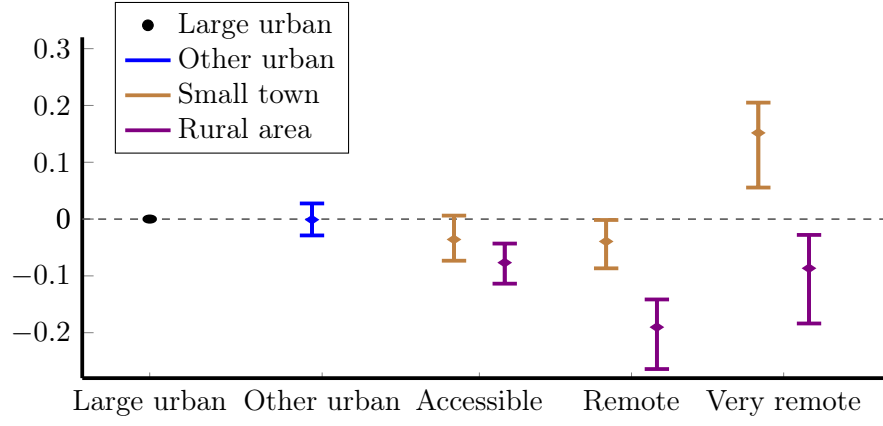 Large urban
Other urban
Small town
Rural area
0.3
0.2
0.1
0
−0.1
−0.2
Large urban Other urban Accessible Remote Very remote